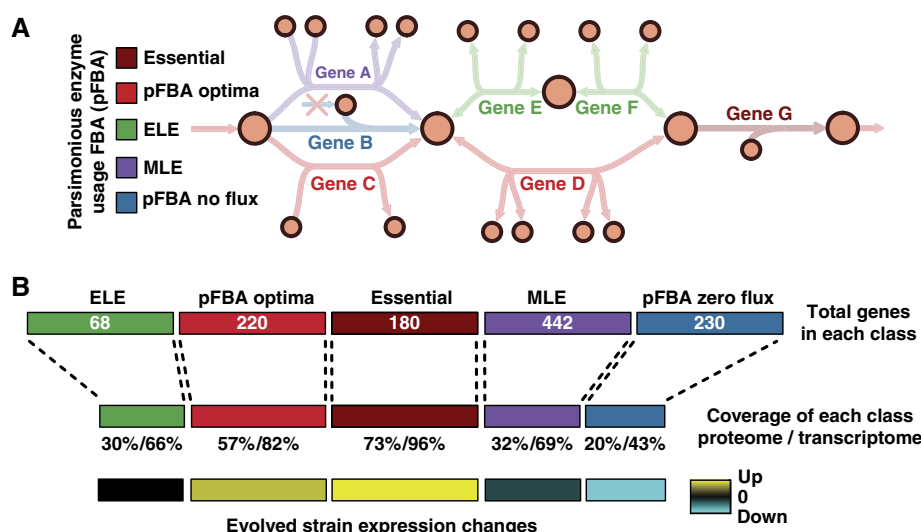 A
Parsimonious enzyme
usage FBA (pFBA)
Essential
pFBA optima
ELE
MLE
pFBA no flux
Gene A
Gene B
Gene C
Gene E
Gene F
Gene D
Gene G
B
ELE
pFBA optima
Essential
MLE
pFBA zero flux
68
220
180
442
230
Total genes
in each class
30%/66%
57%/82%
73%/96%
32%/69%
20%/43%
Coverage of each class
proteome / transcriptome
Up
0
Down
Evolved strain expression changes